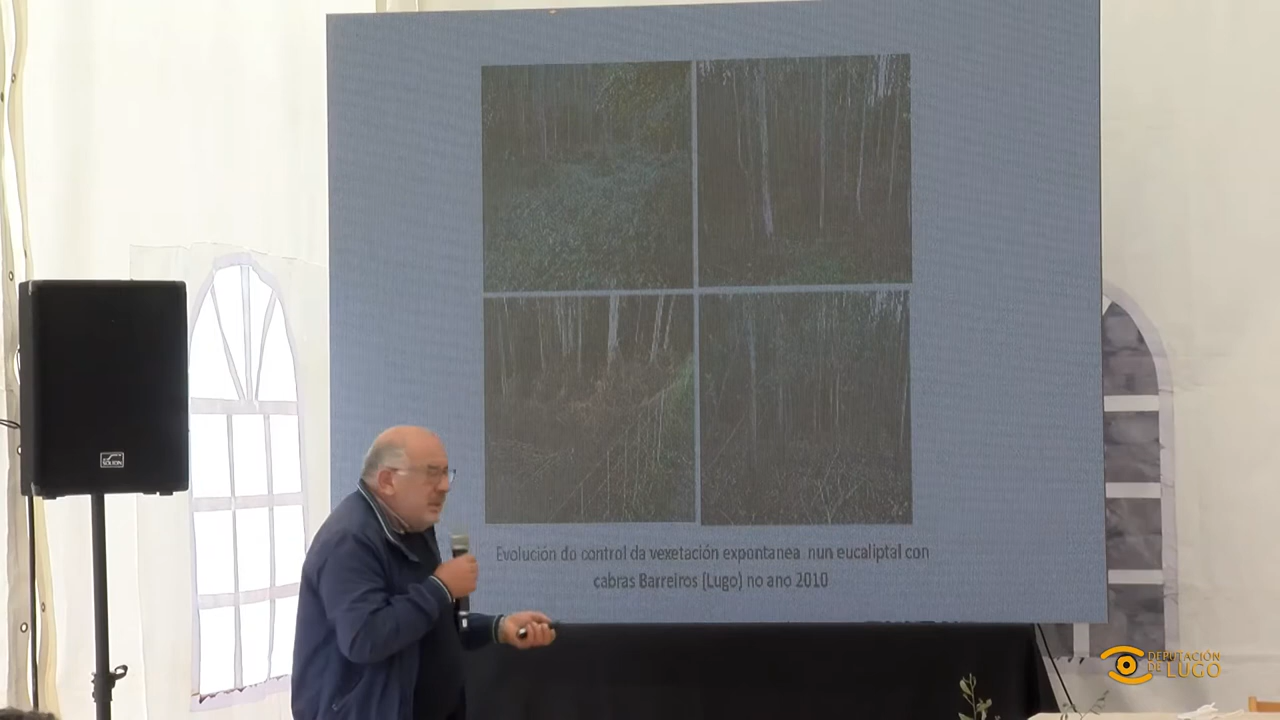 Evolución do control da vexetación expontanea nun eucaliptal con
cabras Barreiros (Lugo) no ano 2010
DEPUTACIÓN
DE LUGO